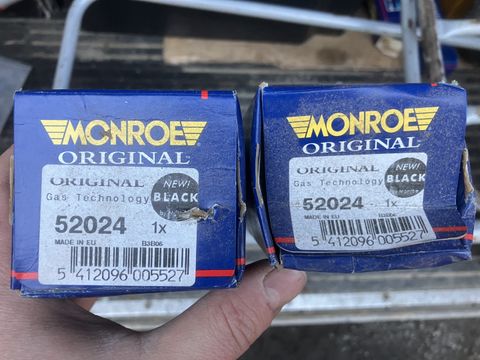 MONROE
ORIGINAL
ORIGINAL
Gas Technology
NEW!
BLACK
52024 1x
MADE IN EU B3E06
5 412096 005527
MONROE
ORIGINAL
ORIGINAL
Gas Technology
NEW!
BLACK
52024 1x
MADE IN EU B3E06
5 412096 005527